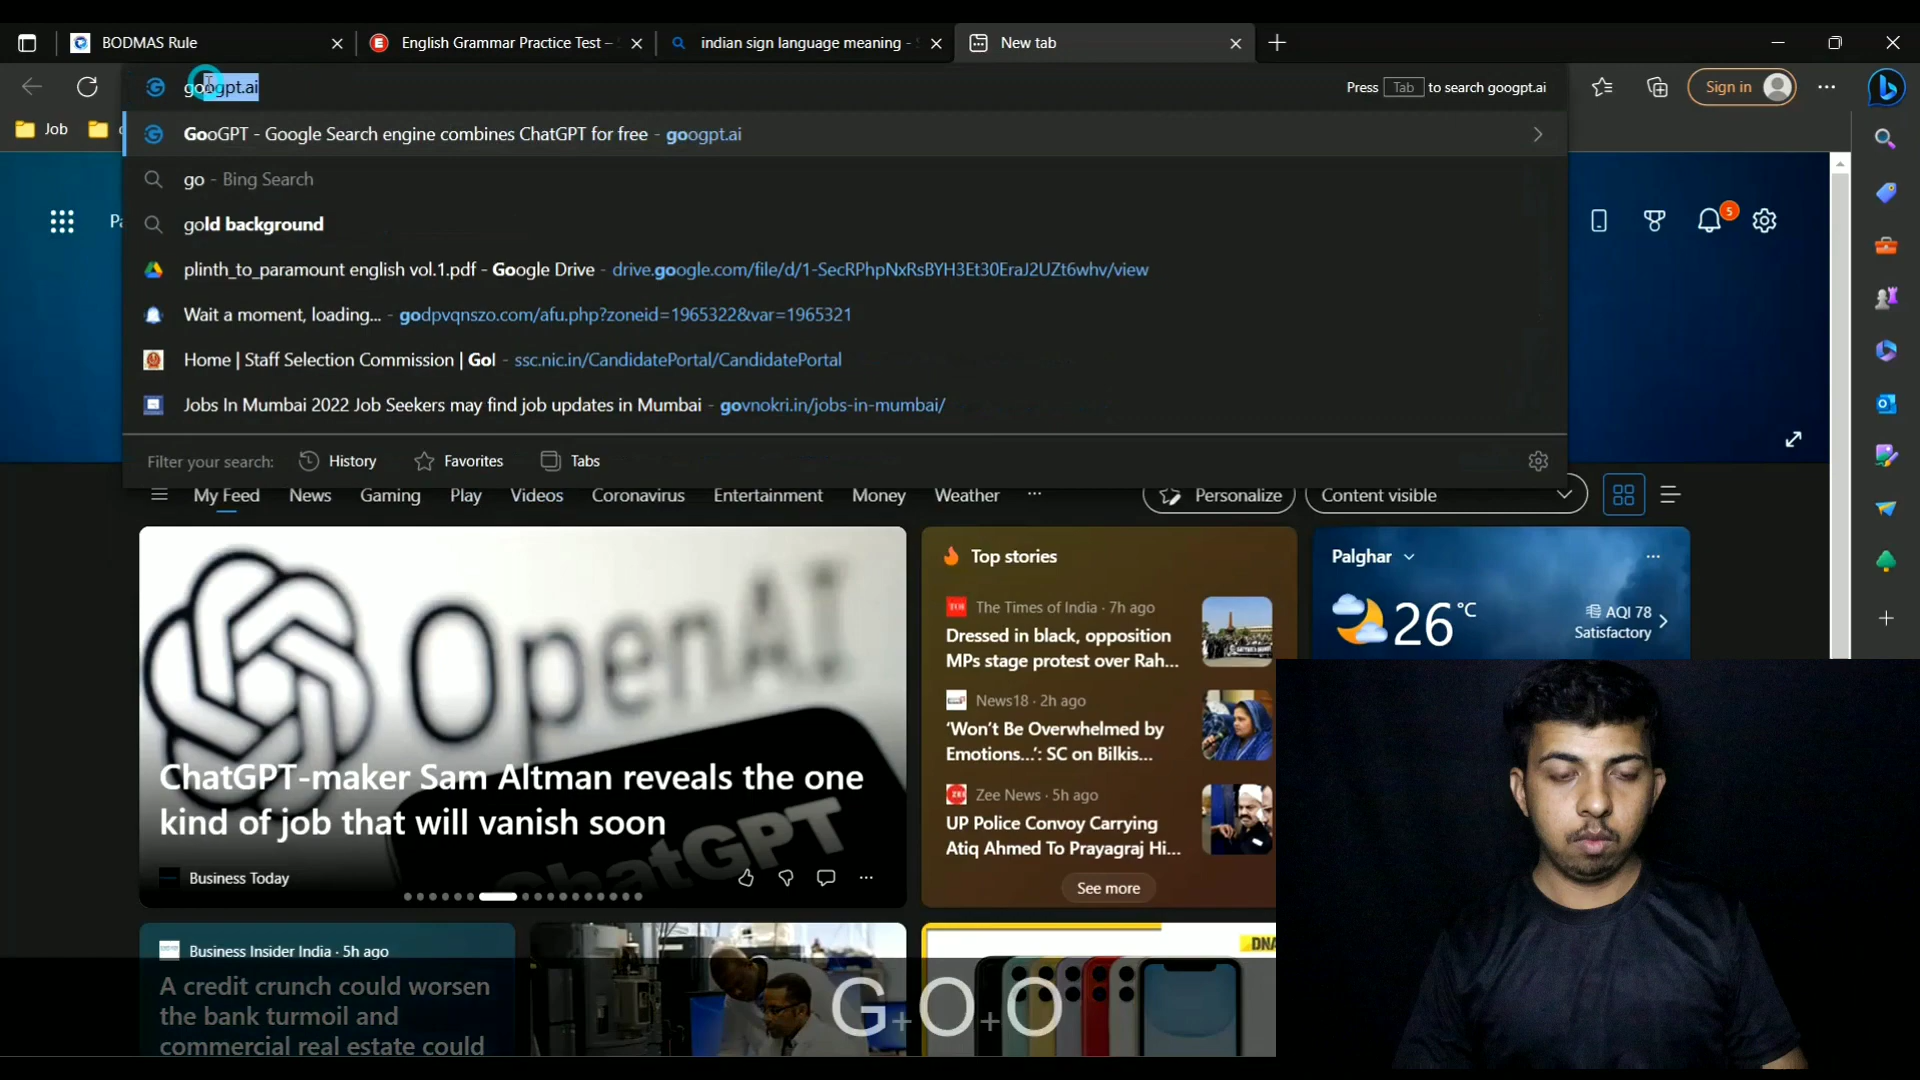 BODMAS Rule
English Grammar Practice Test –
indian sign language meaning -
New tab
googpt.ai
Press Tab to search googpt.ai
Sign in
Job
GooGPT - Google Search engine combines ChatGPT for free - googpt.ai
go - Bing Search
gold background
plinth_to_paramount english vol.1.pdf - Google Drive - drive.google.com/file/d/1-SecRPhpNxRsBYH3Et30EraJ2UZt6whv/view
Wait a moment, loading... - godpvqnszo.com/afu.php?zoneid=1965322&var=1965321
Home | Staff Selection Commission | GoI - ssc.nic.in/CandidatePortal/CandidatePortal
Jobs In Mumbai 2022 Job Seekers may find job updates in Mumbai - govnokri.in/jobs-in-mumbai/
5
Filter your search: History Favorites Tabs
My Feed News Gaming Play Videos Coronavirus Entertainment Money Weather ...
Personalize
Content visible
OpenAI
ChatGPT
ChatGPT-maker Sam Altman reveals the one
kind of job that will vanish soon
Business Today
Top stories
TOI The Times of India · 7h ago
Dressed in black, opposition
MPs stage protest over Rah...
News18 · 2h ago
‘Won’t Be Overwhelmed by
Emotions...’: SC on Bilkis...
Zee News · 5h ago
UP Police Convoy Carrying
Atiq Ahmed To Prayagraj Hi...
See more
Palghar
26 °C
AQI 78
Satisfactory
Business Insider India · 5h ago
A credit crunch could worsen
the bank turmoil and
commercial real estate could
DNA
G+O+O